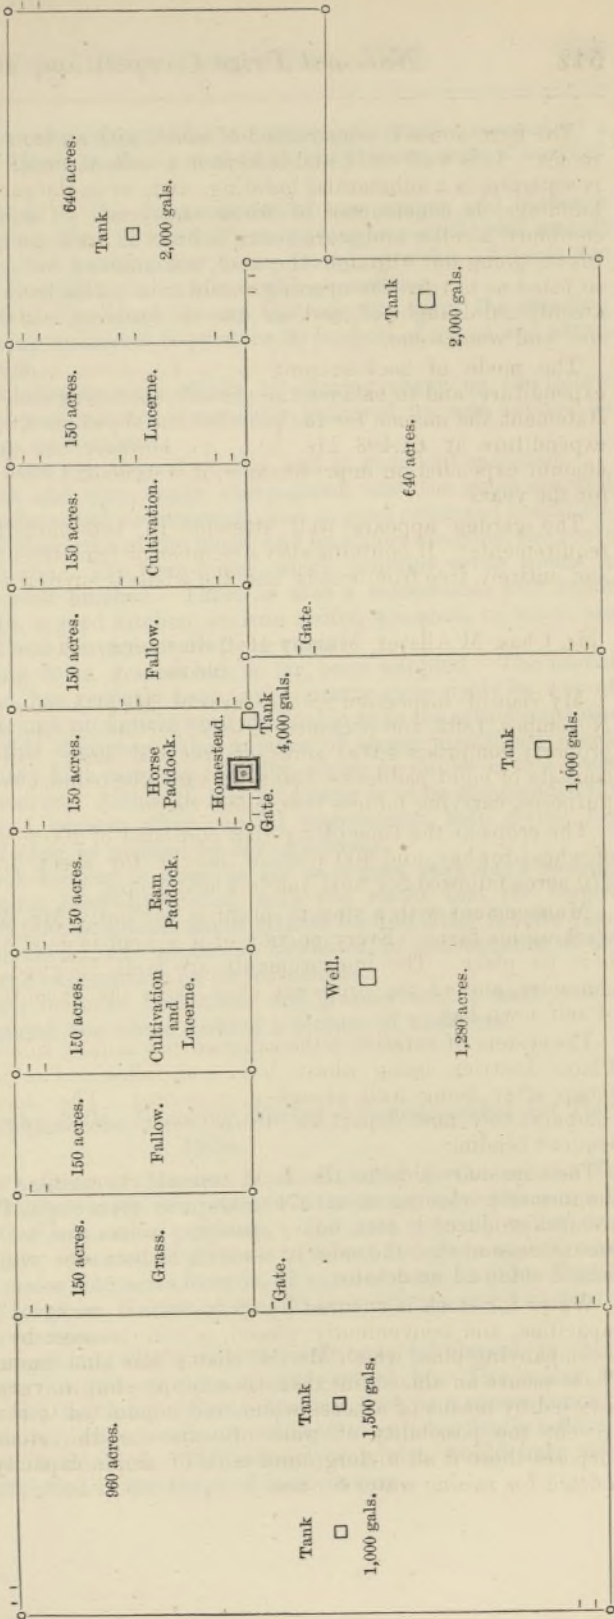 960 acres.
Tank
1,000 gals.
Tank
1,500 gals.
150 acres.
Grass.
150 acres.
Fallow.
150 acres.
Cultivation
and
Lucerne.
150 acres.
Ram
Paddock.
150 acres.
Horse
Paddock.
Homestead.
150 acres.
Fallow.
150 acres.
Cultivation.
150 acres.
Lucerne.
640 acres.
Tank
2,000 gals.
Gate.
Gate.
Tank
4,000 gals.
Gate.
Well.
1,280 acres.
Tank
1,000 gals.
640 acres.
Tank
2,000 gals.